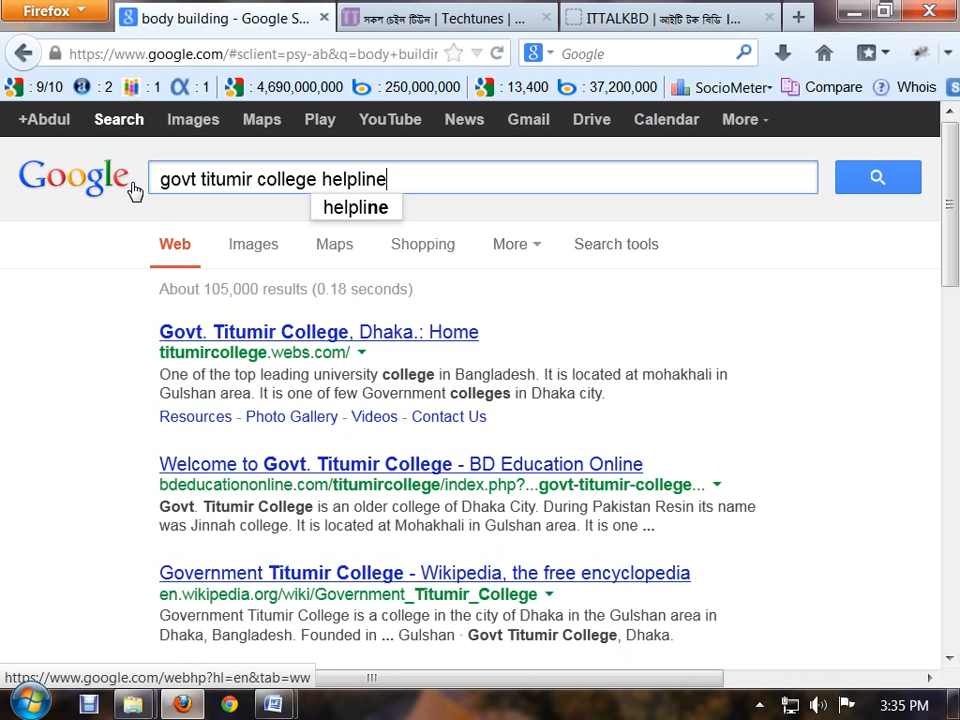 Firefox
body building - Google S...
সকল চেইন টিউন | Techtunes | ...
ITTALKBD | আইটি টক বিডি |...
https://www.google.com/#sclient=psy-ab&q=body+buildir
Google
: 9/10
: 2
: 1
: 1
: 4,690,000,000
: 250,000,000
: 13,400
: 37,200,000
SocioMeter
Compare
Whois
+Abdul Search Images Maps Play YouTube News Gmail Drive Calendar More
Google
govt titumir college helpline
helpline
Web Images Maps Shopping More Search tools
About 105,000 results (0.18 seconds)
Govt. Titumir College, Dhaka.: Home
titumircollege.webs.com/
One of the top leading university college in Bangladesh. It is located at mohakhali in
Gulshan area. It is one of few Government colleges in Dhaka city.
Resources - Photo Gallery - Videos - Contact Us
Welcome to Govt. Titumir College - BD Education Online
bdeducationonline.com/titumircollege/index.php?...govt-titumir-college...
Govt. Titumir College is an older college of Dhaka City. During Pakistan Resin its name
was Jinnah college. It is located at Mohakhali in Gulshan area. It is one ...
Government Titumir College - Wikipedia, the free encyclopedia
en.wikipedia.org/wiki/Government_Titumir_College
Government Titumir College is a college in the city of Dhaka in the Gulshan area in
Dhaka, Bangladesh. Founded in ... Gulshan · Govt Titumir College, Dhaka.
https://www.google.com/webhp?hl=en&tab=ww
3:35 PM